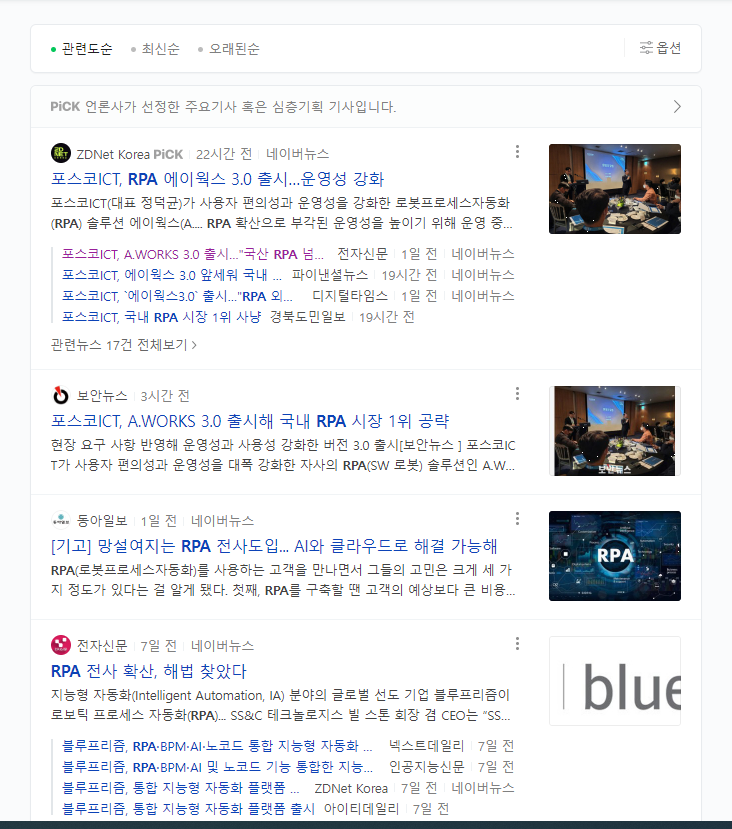 관련도순 최신순 오래된순 옵션
PiCK 언론사가 선정한 주요기사 혹은 심층기획 기사입니다.
ZDNet Korea PiCK 22시간 전 네이버뉴스
포스코ICT, RPA 에이웍스 3.0 출시...운영성 강화
포스코ICT(대표 정덕균)가 사용자 편의성과 운영성을 강화한 로봇프로세스자동화
(RPA) 솔루션 에이웍스(A.... RPA 확산으로 부각된 운영성을 높이기 위해 운영 중...
포스코ICT, A.WORKS 3.0 출시..."국산 RPA 넘... 전자신문 1일 전 네이버뉴스
포스코ICT, 에이웍스 3.0 앞세워 국내 ... 파이낸셜뉴스 19시간 전 네이버뉴스
포스코ICT, `에이웍스3.0` 출시..."RPA 외... 디지털타임스 1일 전 네이버뉴스
포스코ICT, 국내 RPA 시장 1위 사냥 경북도민일보 19시간 전
관련뉴스 17건 전체보기
보안뉴스 3시간 전
포스코ICT, A.WORKS 3.0 출시해 국내 RPA 시장 1위 공략
현장 요구 사항 반영해 운영성과 사용성 강화한 버전 3.0 출시[보안뉴스 ] 포스코IC
T가 사용자 편의성과 운영성을 대폭 강화한 자사의 RPA(SW 로봇) 솔루션인 A.W...
보안뉴스
동아일보 1일 전 네이버뉴스
[기고] 망설여지는 RPA 전사도입... AI와 클라우드로 해결 가능해
RPA(로봇프로세스자동화)를 사용하는 고객을 만나면서 그들의 고민은 크게 세 가
지 정도가 있다는 걸 알게 됐다. 첫째, RPA를 구축할 땐 고객의 예상보다 큰 비용...
RPA
전자신문 7일 전 네이버뉴스
RPA 전사 확산, 해법 찾았다
지능형 자동화(Intelligent Automation, IA) 분야의 글로벌 선도 기업 블루프리즘이
로보틱 프로세스 자동화(RPA)... SS&C 테크놀로지스 빌 스톤 회장 겸 CEO는 “SS...
blue
블루프리즘, RPA·BPM·AI·노코드 통합 지능형 자동화 ... 넥스트데일리 7일 전
블루프리즘, RPA·BPM·AI 및 노코드 기능 통합한 지능... 인공지능신문 7일 전
블루프리즘, 통합 지능형 자동화 플랫폼 ... ZDNet Korea 7일 전 네이버뉴스
블루프리즘, 통합 지능형 자동화 플랫폼 출시 아이티데일리 7일 전